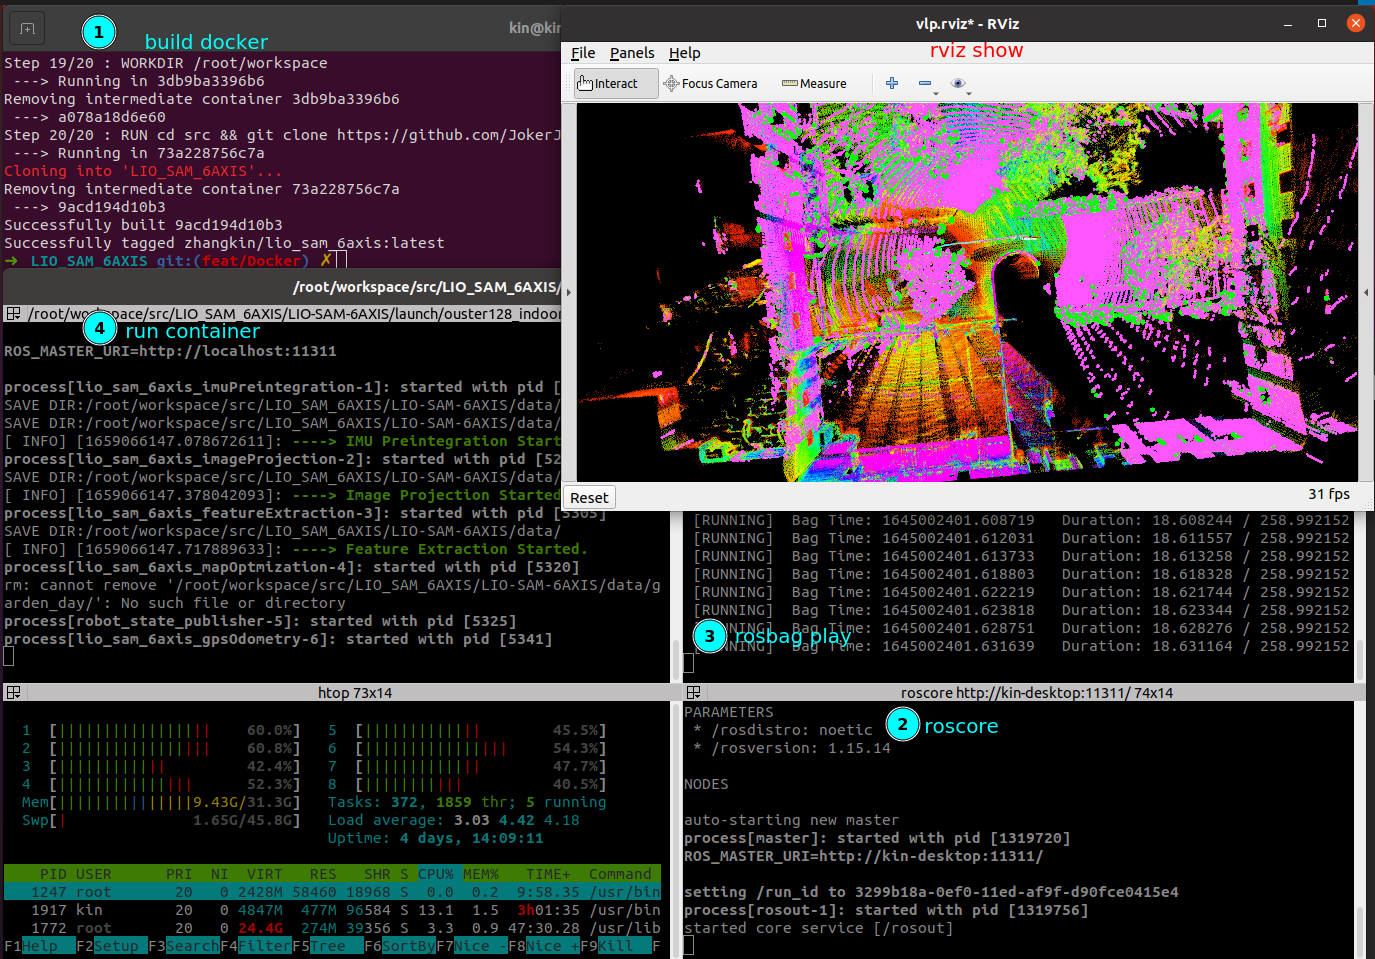 1
build docker
kin@kin
Step 19/20 : WORKDIR /root/workspace
---> Running in 3db9ba3396b6
Removing intermediate container 3db9ba3396b6
---> a078a18d6e60
Step 20/20 : RUN cd src && git clone https://github.com/JokerJ
---> Running in 73a228756c7a
Cloning into 'LIO_SAM_6AXIS'...
Removing intermediate container 73a228756c7a
---> 9acd194d10b3
Successfully built 9acd194d10b3
Successfully tagged zhangkin/lio_sam_6axis:latest
➜ LIO_SAM_6AXIS git:(feat/Docker) ✗
vlp.rviz* - RViz
File Panels Help
rviz show
Interact Focus Camera Measure
Reset
31 fps
/root/workspace/src/LIO_SAM_6AXIS/
/root/workspace/src/LIO_SAM_6AXIS/LIO-SAM-6AXIS/launch/ouster128_indoor
4
run container
ROS_MASTER_URI=http://localhost:11311
process[lio_sam_6axis_imuPreintegration-1]: started with pid [
SAVE DIR:/root/workspace/src/LIO_SAM_6AXIS/LIO-SAM-6AXIS/data/
SAVE DIR:/root/workspace/src/LIO_SAM_6AXIS/LIO-SAM-6AXIS/data/
[ INFO] [1659066147.078672611]: ----> IMU Preintegration Start
process[lio_sam_6axis_imageProjection-2]: started with pid [52
SAVE DIR:/root/workspace/src/LIO_SAM_6AXIS/LIO-SAM-6AXIS/data/
[ INFO] [1659066147.378042093]: ----> Image Projection Started
process[lio_sam_6axis_featureExtraction-3]: started with pid [5305]
SAVE DIR:/root/workspace/src/LIO_SAM_6AXIS/LIO-SAM-6AXIS/data/
[ INFO] [1659066147.717889633]: ----> Feature Extraction Started.
process[lio_sam_6axis_mapOptmization-4]: started with pid [5320]
rm: cannot remove '/root/workspace/src/LIO_SAM_6AXIS/LIO-SAM-6AXIS/data/g
arden_day/': No such file or directory
process[robot_state_publisher-5]: started with pid [5325]
process[lio_sam_6axis_gpsOdometry-6]: started with pid [5341]
[RUNNING] Bag Time: 1645002401.608719 Duration: 18.608244 / 258.992152
[RUNNING] Bag Time: 1645002401.612031 Duration: 18.611557 / 258.992152
[RUNNING] Bag Time: 1645002401.613733 Duration: 18.613258 / 258.992152
[RUNNING] Bag Time: 1645002401.618803 Duration: 18.618328 / 258.992152
[RUNNING] Bag Time: 1645002401.622219 Duration: 18.621744 / 258.992152
[RUNNING] Bag Time: 1645002401.623818 Duration: 18.623344 / 258.992152
[RUNNING] Bag Time: 1645002401.628751 Duration: 18.628276 / 258.992152
[RUNNING] Bag Time: 1645002401.631639 Duration: 18.631164 / 258.992152
3
rosbag play
htop 73x14
1 [ 60.0%] 5 [ 45.5%]
2 [ 60.8%] 6 [ 54.3%]
3 [ 42.4%] 7 [ 47.7%]
4 [ 52.3%] 8 [ 40.5%]
Mem[ 9.43G/31.3G] Tasks: 372, 1859 thr; 5 running
Swp[ 1.65G/45.8G] Load average: 3.03 4.42 4.18
Uptime: 4 days, 14:09:11
PID USER PRI NI VIRT RES SHR S CPU% MEM% TIME+ Command
1247 root 20 0 2428M 58460 18968 S 0.0 0.2 9:58.35 /usr/bin
1917 kin 20 0 4847M 477M 96584 S 13.1 1.5 3h01:35 /usr/bin
1772 root 20 0 24.4G 274M 39356 S 3.3 0.9 47:30.28 /usr/lib
F1Help F2Setup F3SearchF4FilterF5Tree F6SortByF7Nice -F8Nice +F9Kill F
roscore http://kin-desktop:11311/ 74x14
PARAMETERS
* /rosdistro: noetic
* /rosversion: 1.15.14
2
roscore
NODES
auto-starting new master
process[master]: started with pid [1319720]
ROS_MASTER_URI=http://kin-desktop:11311/
setting /run_id to 3299b18a-0ef0-11ed-af9f-d90fce0415e4
process[rosout-1]: started with pid [1319756]
started core service [/rosout]